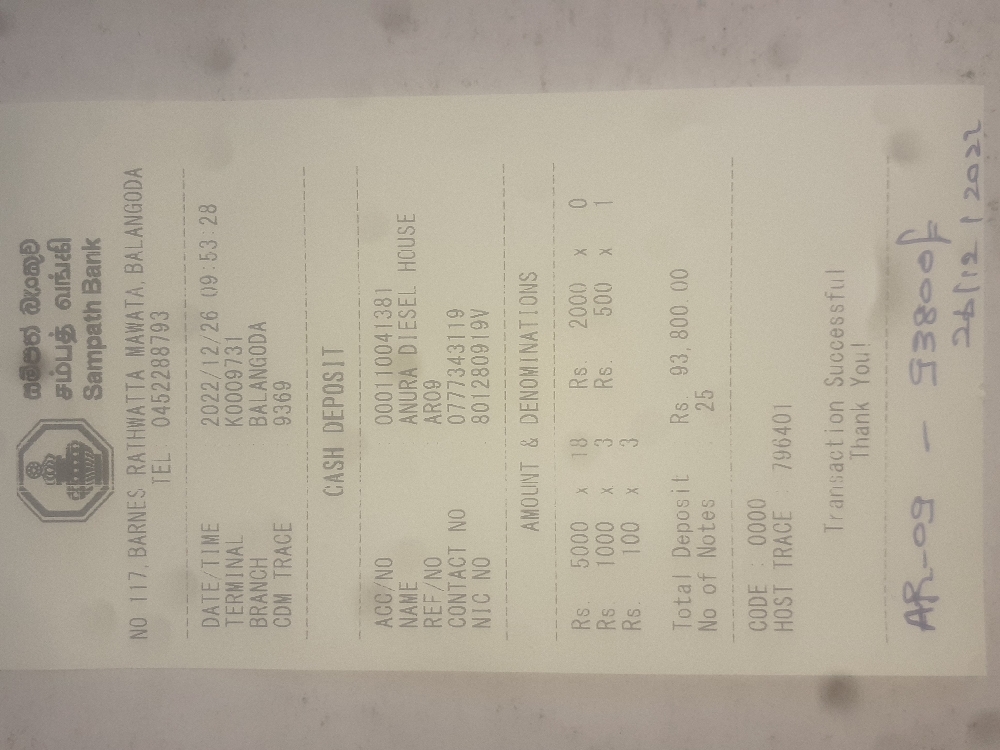 සම්පත් බැංකුව
சம்பத் வங்கி
Sampath Bank
NO 117, BARNES RATHWATTA MAWATA, BALANGODA
TEL 0452288793
DATE/TIME 2022/12/26 09:53:28
TERMINAL K0009731
BRANCH BALANGODA
CDM TRACE 9369
CASH DEPOSIT
ACC/NO 000110041381
NAME ANURA DIESEL HOUSE
REF/NO AR09
CONTACT NO 0777343119
NIC NO 801280919V
AMOUNT & DENOMINATIONS
Rs. 5000 x 18 Rs 2000 x 0
Rs. 1000 x 3 Rs. 500 x 1
Rs. 100 x 3
Total Deposit Rs. 93,800.00
No of Notes 25
CODE : 0000
HOST TRACE : 796401
Transaction Successful
Thank You!
AR-09 - 93800/-
26/12/2022